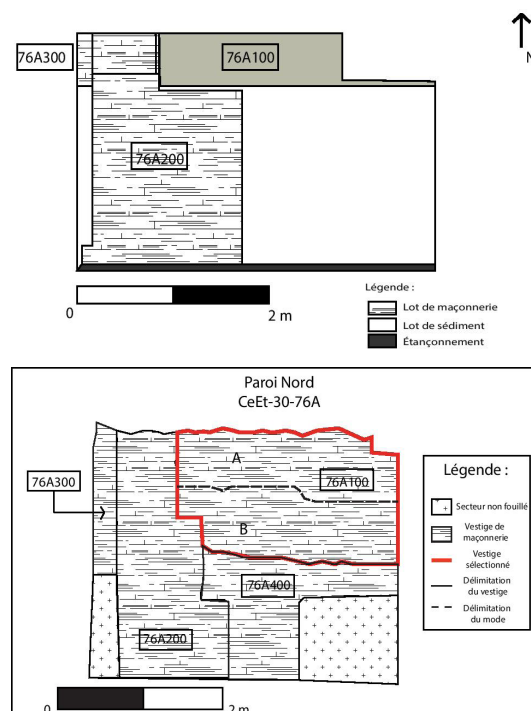 N
76A300
76A100
76A200
0
2 m
Légende :
Lot de maçonnerie
Lot de sédiment
Étançonnement
Paroi Nord
CeEt-30-76A
A
76A300
76A100
B
76A400
76A200
Légende :
Secteur non fouillé
Vestige de
maçonnerie
Vestige
sélectionné
Délimitation
du vestige
Délimitation
du mode
0
2 m